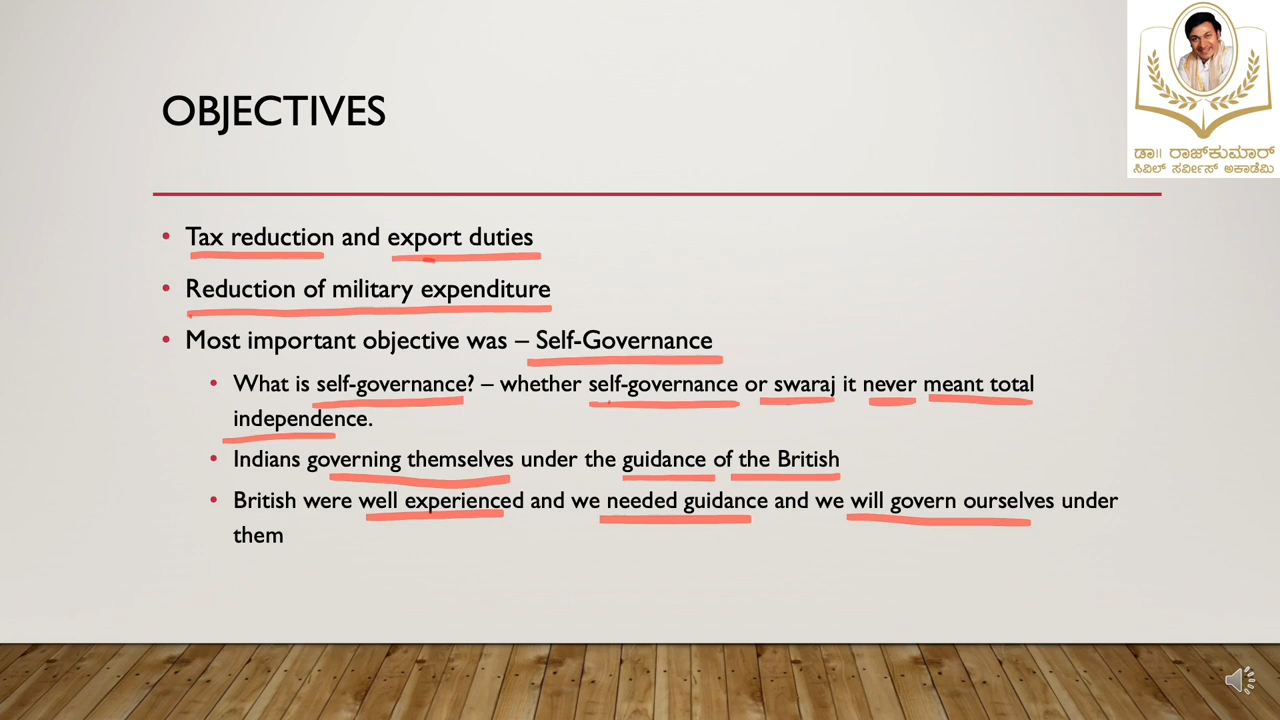 ಡಾ|| ರಾಜ್‌ಕುಮಾರ್
ಸಿವಿಲ್ ಸರ್ವೀಸ್ ಅಕಾಡೆಮಿ
OBJECTIVES
• Tax reduction and export duties
• Reduction of military expenditure
• Most important objective was – Self-Governance
• What is self-governance? – whether self-governance or swaraj it never meant total
independence.
• Indians governing themselves under the guidance of the British
• British were well experienced and we needed guidance and we will govern ourselves under
them